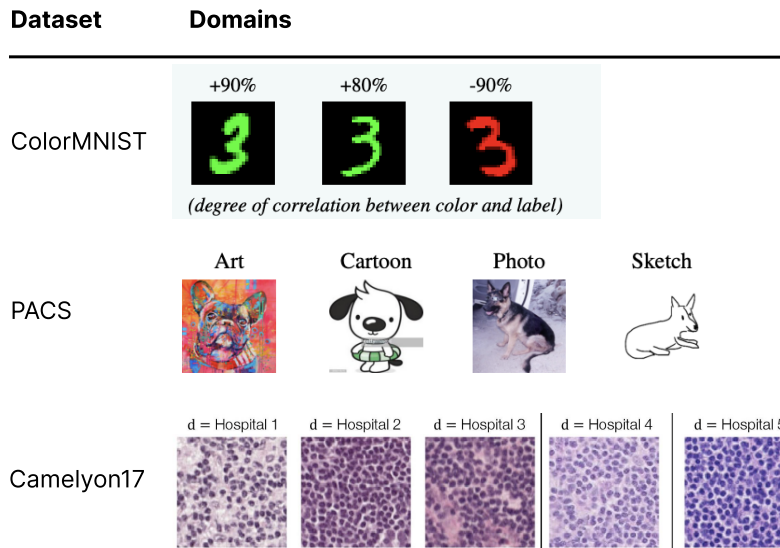 Dataset Domains
+90% +80% -90%
ColorMNIST
(degree of correlation between color and label)
Art Cartoon Photo Sketch
PACS
d = Hospital 1 d = Hospital 2 d = Hospital 3 d = Hospital 4 d = Hospital 5
Camelyon17